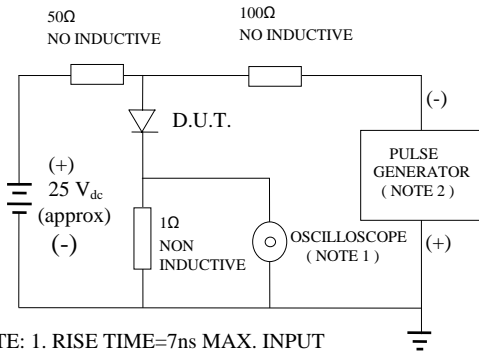 50Ω
NO INDUCTIVE
100Ω
NO INDUCTIVE
D.U.T.
(-)
PULSE
GENERATOR
( NOTE 2 )
(+)
(+)
25 Vdc
(approx)
(-)
1Ω
NON
INDUCTIVE
OSCILLOSCOPE
( NOTE 1 )
TE: 1. RISE TIME=7ns MAX. INPUT